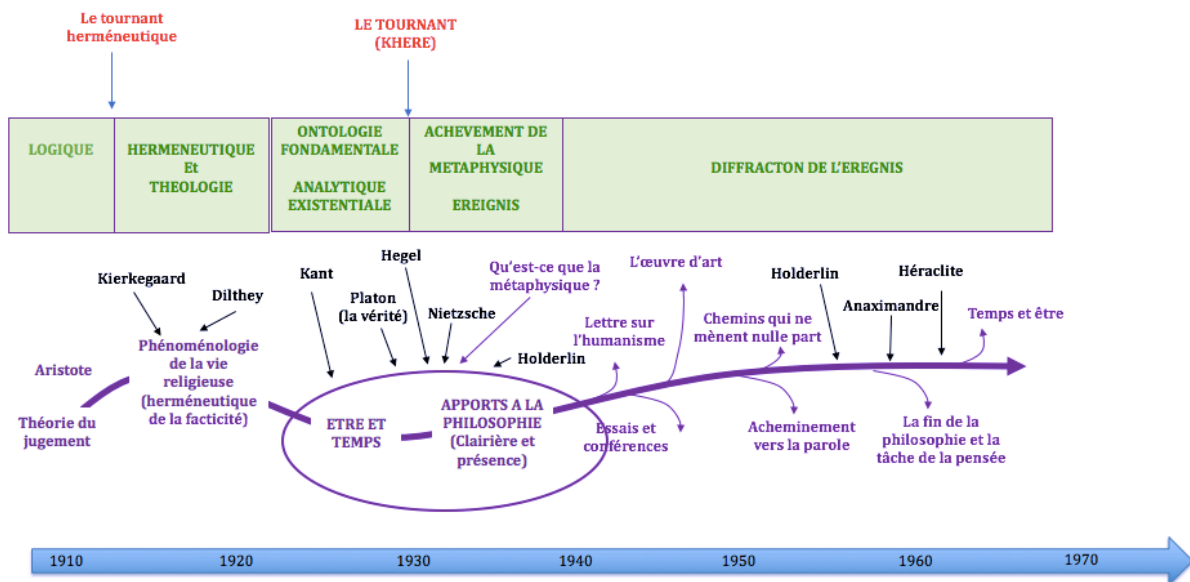 Le tournant
herméneutique
LE TOURNANT
(KHERE)
LOGIQUE
HERMENEUTIQUE
Et
THEOLOGIE
ONTOLOGIE
FONDAMENTALE
ANALYTIQUE
EXISTENTIALE
ACHEVEMENT DE
LA
METAPHYSIQUE
EREIGNIS
DIFFRACTON DE L'EREGNIS
Kierkegaard
Dilthey
Kant
Platon
(la vérité)
Hegel
Nietzsche
Qu'est-ce que la
métaphysique ?
Holderlin
Lettre sur
l'humanisme
L'œuvre d'art
Chemins qui ne
mènent nulle part
Holderlin
Anaximandre
Héraclite
Temps et être
Aristote
Théorie du
jugement
Phénoménologie
de la vie
religieuse
(herméneutique
de la facticité)
ETRE ET
TEMPS
APPORTS A LA
PHILOSOPHIE
(Clairière et
présence)
Essais et
conférences
Acheminement
vers la parole
La fin de la
philosophie et la
tâche de la pensée
1910
1920
1930
1940
1950
1960
1970